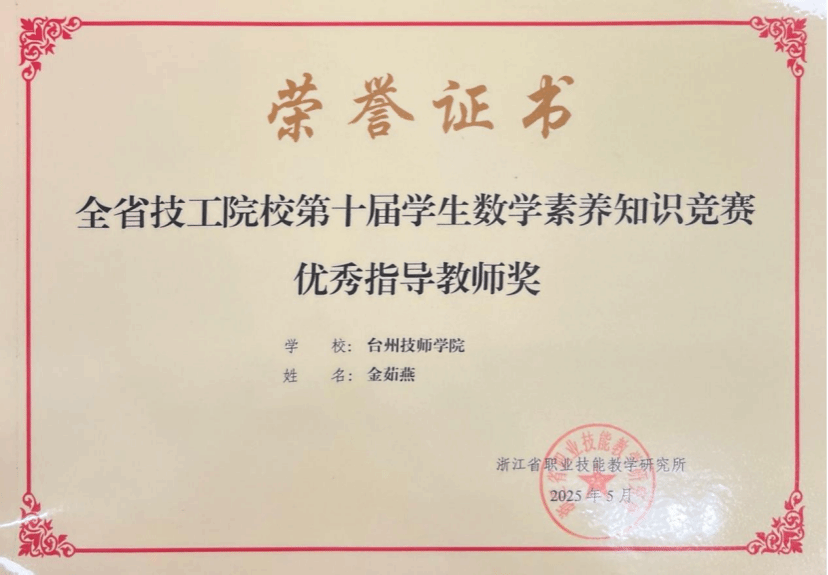 荣誉证书
全省技工院校第十届学生数学素养知识竞赛
优秀指导教师奖
学 校：台州技师学院
姓 名：金茹燕
浙江省职业技能教学研究所
2025年5月